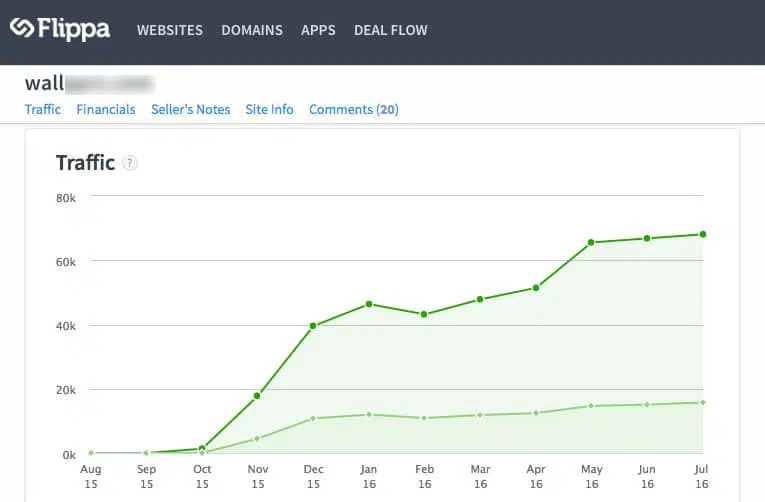 Flippa WEBSITES DOMAINS APPS DEAL FLOW
wall
Traffic Financials Seller's Notes Site Info Comments (20)
Traffic ?
80k
60k
40k
20k
0k
Aug Sep Oct Nov Dec Jan Feb Mar Apr May Jun Jul
15 15 15 15 15 16 16 16 16 16 16 16